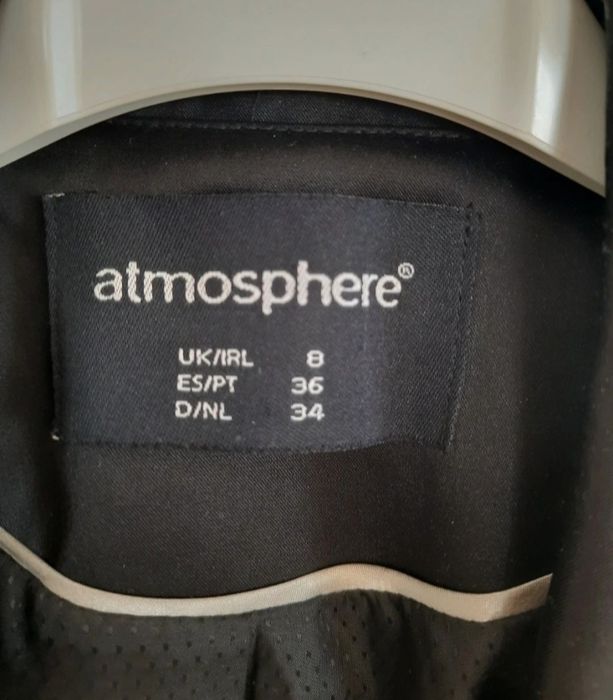 atmosphere®
UK/IRL 8
ES/PT 36
D/NL 34